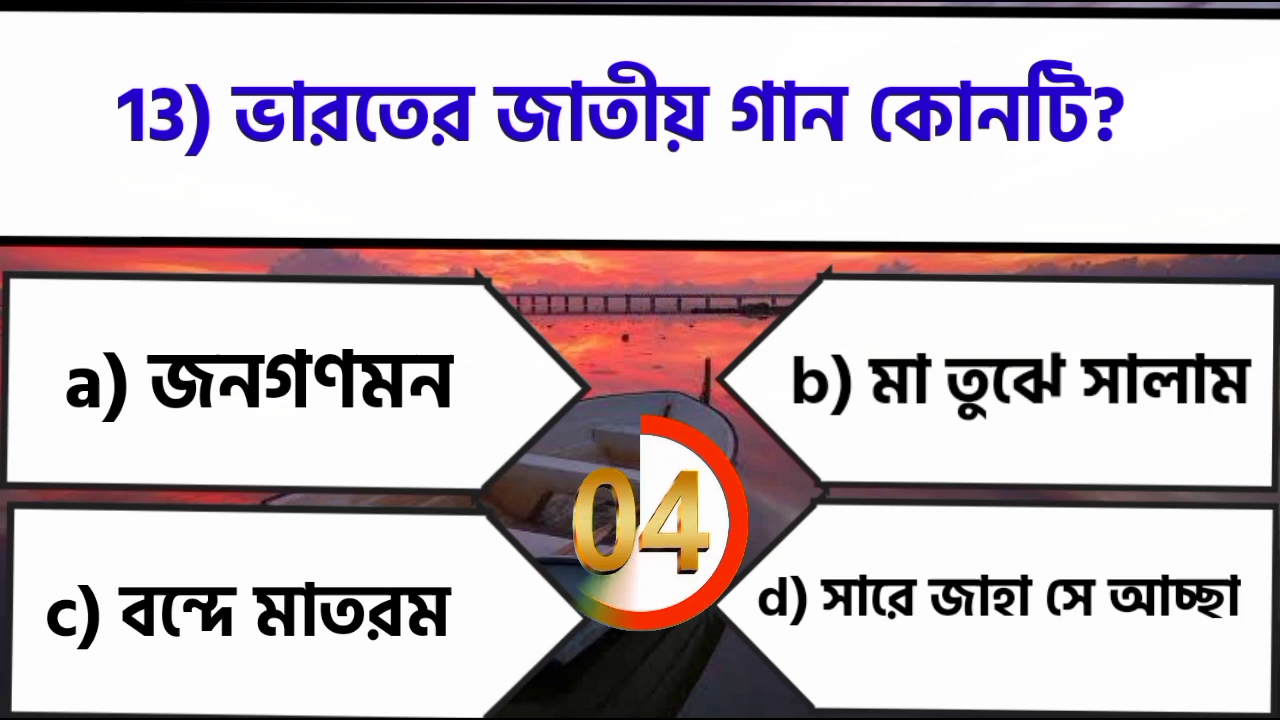 13) ভারতের জাতীয় গান কোনটি?
a) জনগণমন
b) মা তুঝে সালাম
04
c) বন্দে মাতরম
d) সারে জাহা সে আচ্ছা